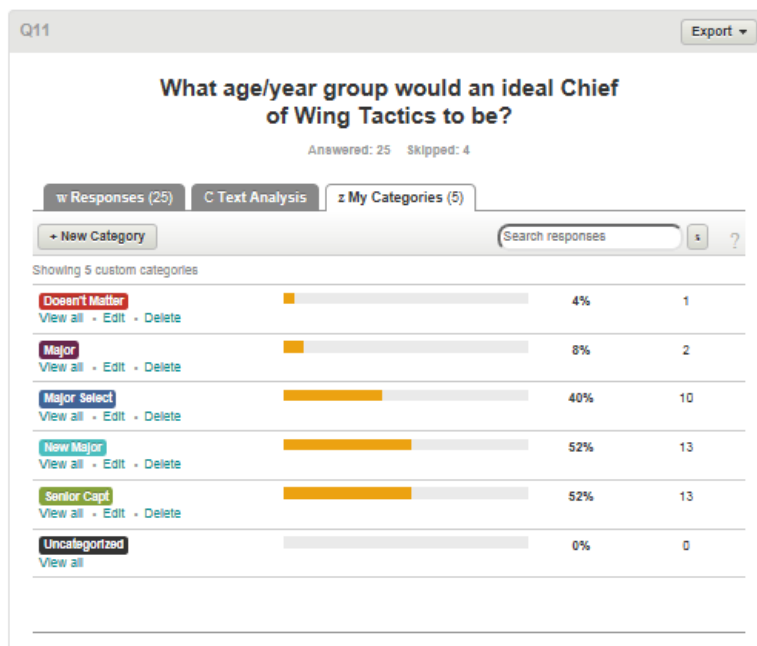 Q11
Export
What age/year group would an ideal Chief
of Wing Tactics to be?
Answered: 25 Skipped: 4
w Responses (25) C Text Analysis z My Categories (5)
+ New Category Search responses s ?
Showing 5 custom categories
Doesn't Matter 4% 1
View all • Edit • Delete
Major 8% 2
View all • Edit • Delete
Major Select 40% 10
View all • Edit • Delete
New Major 52% 13
View all • Edit • Delete
Senior Capt 52% 13
View all • Edit • Delete
Uncategorized 0% 0
View all